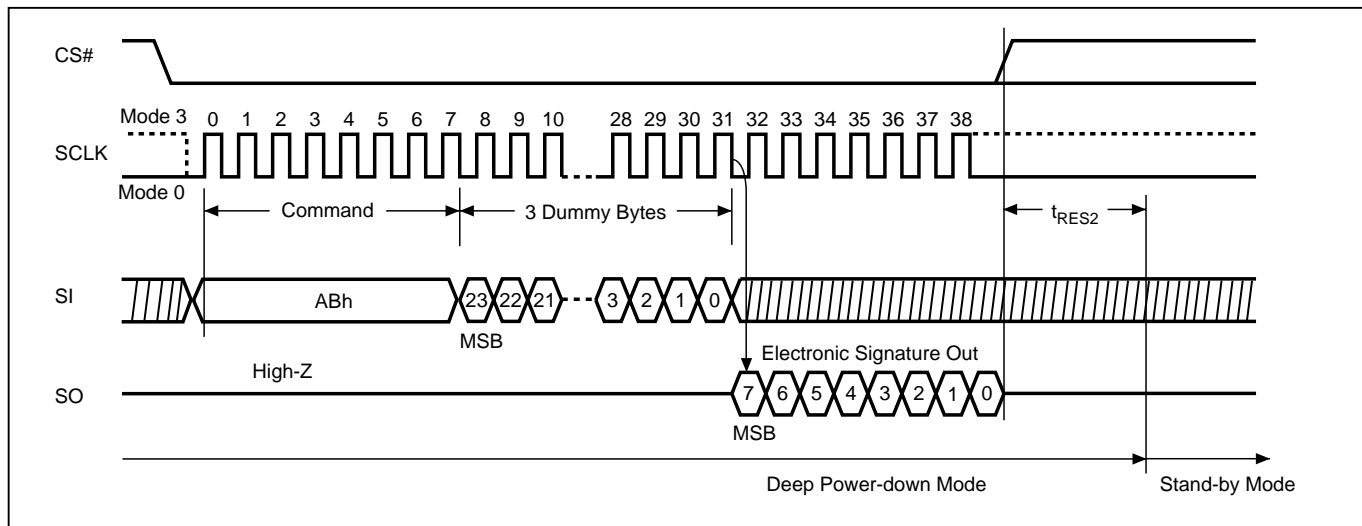 CS#
Mode 3
0 1 2 3 4 5 6 7 8 9 10 28 29 30 31 32 33 34 35 36 37 38
SCLK
Mode 0
Command
3 Dummy Bytes
tRES2
SI
ABh
23 22 21 3 2 1 0
MSB
Electronic Signature Out
High-Z
SO
7 6 5 4 3 2 1 0
MSB
Deep Power-down Mode
Stand-by Mode